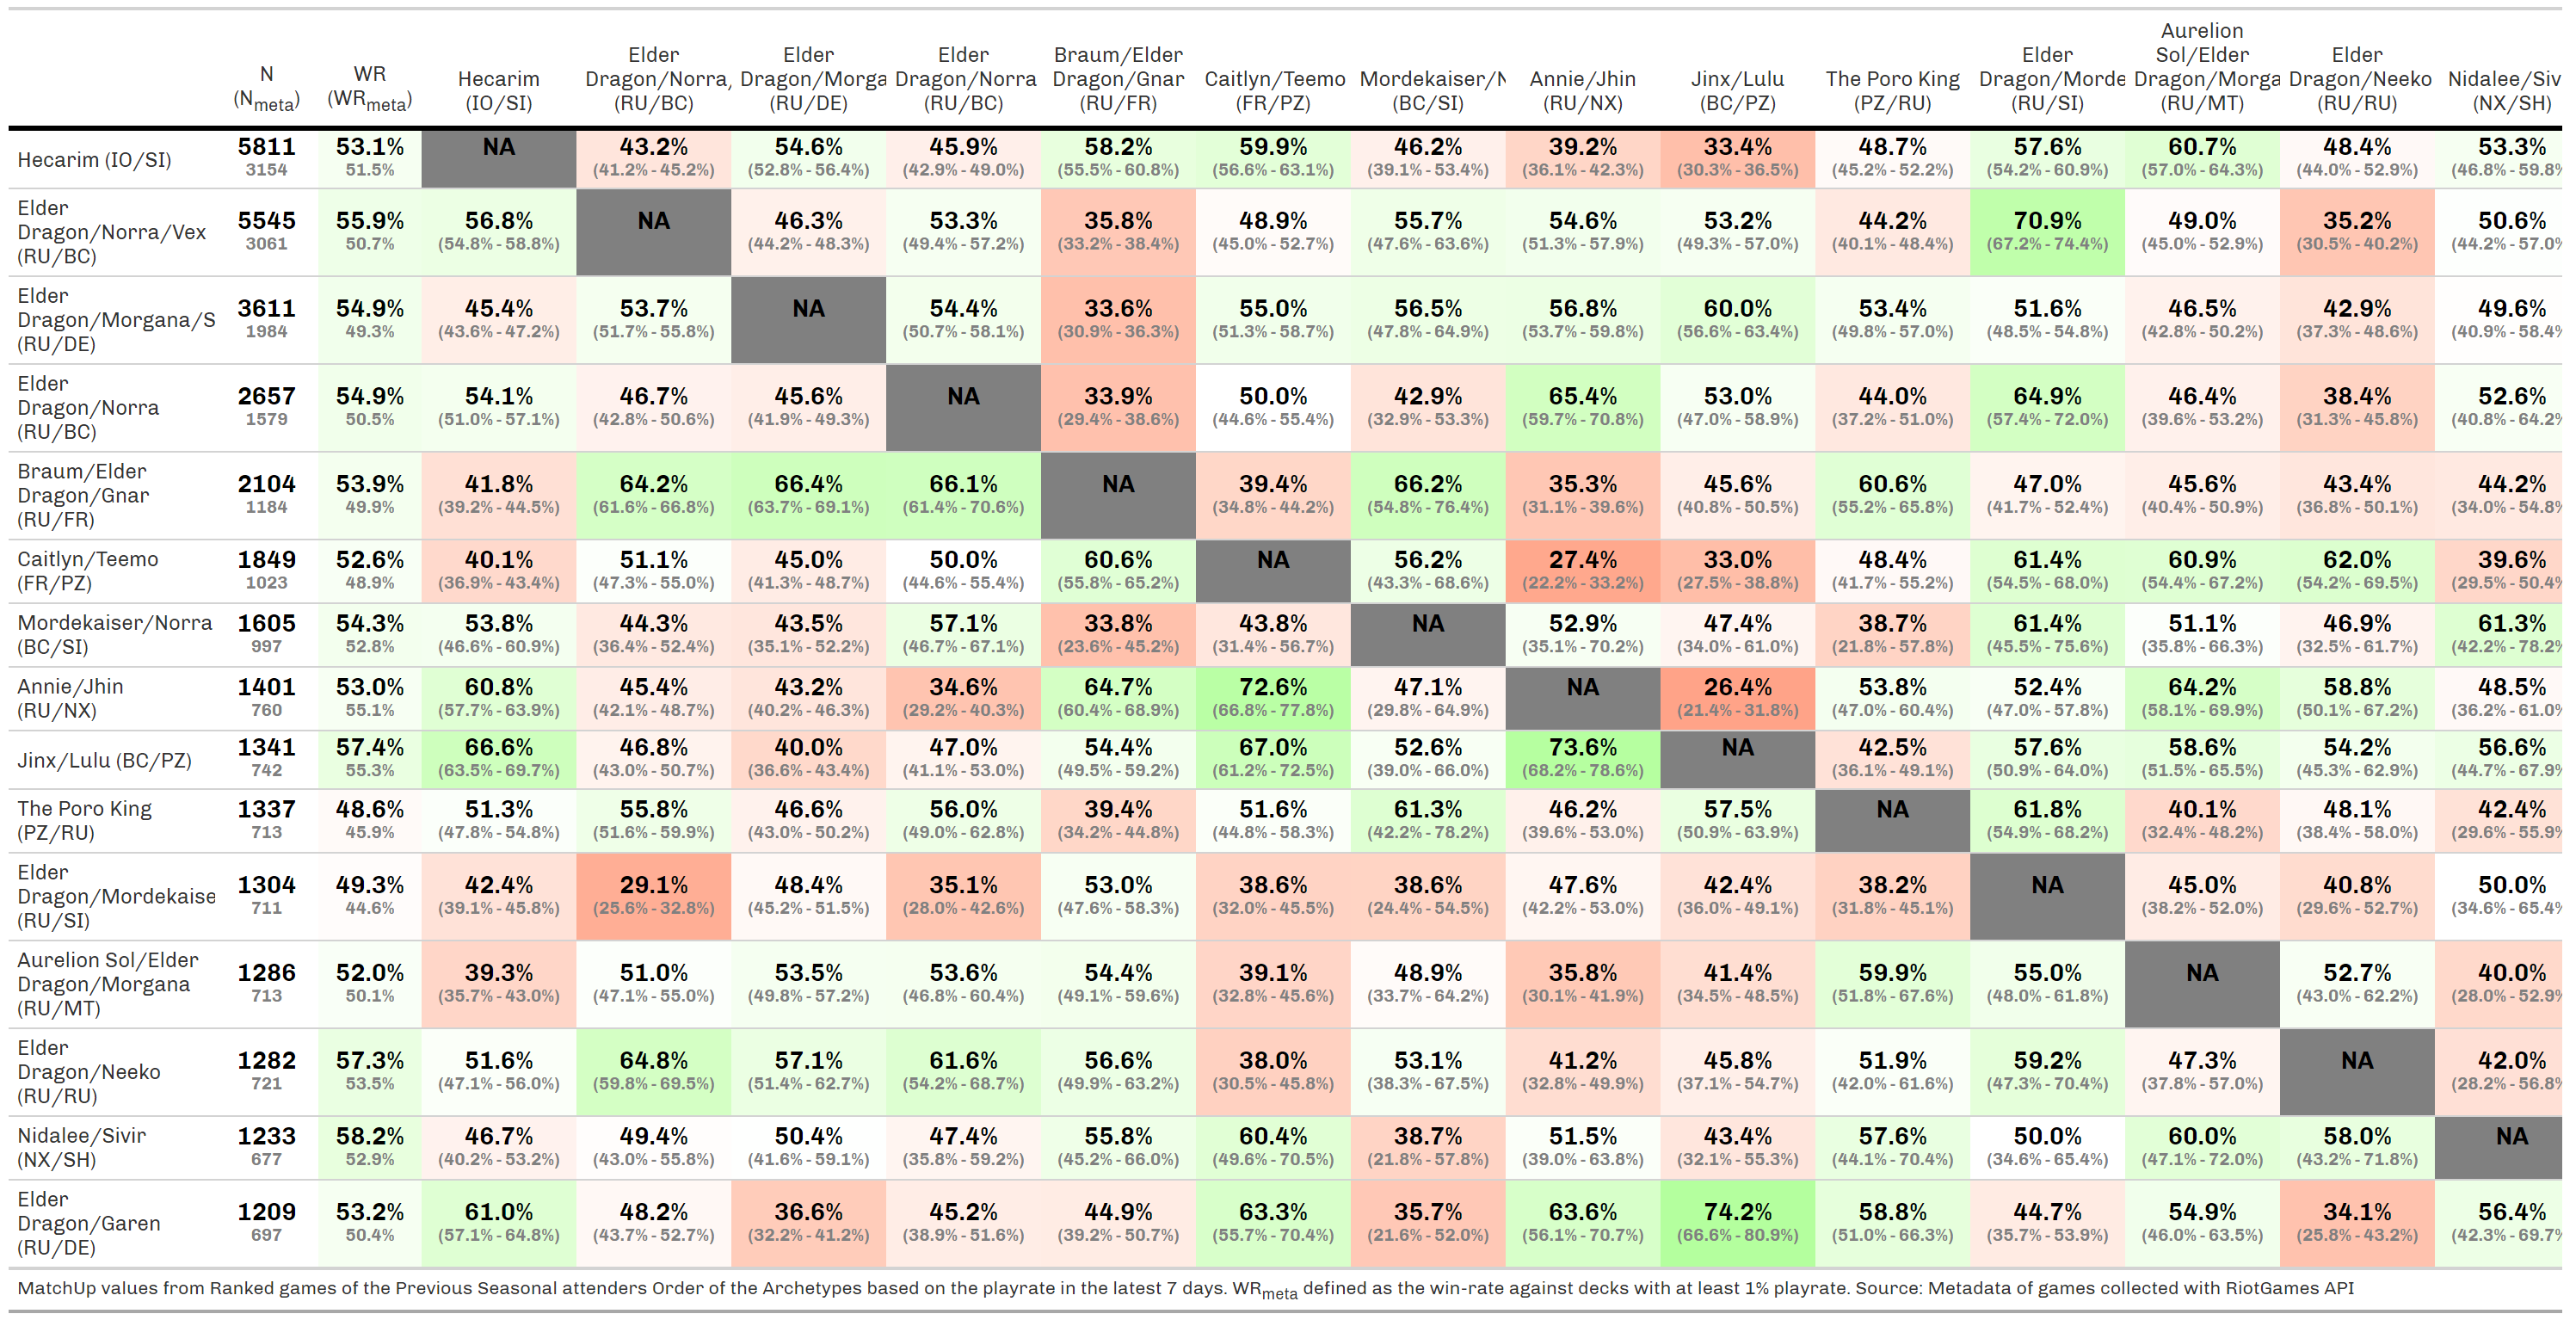 N (N_meta) WR (WR_meta) Hecarim (IO/SI) Elder Dragon/Norra, (RU/BC) Elder Dragon/Morga (RU/DE) Elder Dragon/Norra (RU/BC) Braum/Elder Dragon/Gnar (RU/FR) Caitlyn/Teemo (FR/PZ) Mordekaiser/N (BC/SI) Annie/Jhin (RU/NX) Jinx/Lulu (BC/PZ) The Poro King (PZ/RU) Elder Dragon/Morde (RU/SI) Aurelion Sol/Elder Dragon/Morga (RU/MT) Elder Dragon/Neeko (RU/RU) Nidalee/Siv (NX/SH)
Hecarim (IO/SI) 5811 53.1% NA 43.2% 54.6% 45.9% 58.2% 59.9% 46.2% 39.2% 33.4% 48.7% 57.6% 60.7% 48.4% 53.3%
3154 51.5% (41.2% - 45.2%) (52.8% - 56.4%) (42.9% - 49.0%) (55.5% - 60.8%) (56.6% - 63.1%) (39.1% - 53.4%) (36.1% - 42.3%) (30.3% - 36.5%) (45.2% - 52.2%) (54.2% - 60.9%) (57.0% - 64.3%) (44.0% - 52.9%) (46.8% - 59.8%
Elder Dragon/Norra/Vex (RU/BC) 5545 55.9% 56.8% NA 46.3% 53.3% 35.8% 48.9% 55.7% 54.6% 53.2% 44.2% 70.9% 49.0% 35.2% 50.6%
3061 50.7% (54.8% - 58.8%) (44.2% - 48.3%) (49.4% - 57.2%) (33.2% - 38.4%) (45.0% - 52.7%) (47.6% - 63.6%) (51.3% - 57.9%) (49.3% - 57.0%) (40.1% - 48.4%) (67.2% - 74.4%) (45.0% - 52.9%) (30.5% - 40.2%) (44.2% - 57.0%
Elder Dragon/Morgana/S (RU/DE) 3611 54.9% 45.4% 53.7% NA 54.4% 33.6% 55.0% 56.5% 56.8% 60.0% 53.4% 51.6% 46.5% 42.9% 49.6%
1984 49.3% (43.6% - 47.2%) (51.7% - 55.8%) (50.7% - 58.1%) (30.9% - 36.3%) (51.3% - 58.7%) (47.8% - 64.9%) (53.7% - 59.8%) (56.6% - 63.4%) (49.8% - 57.0%) (48.5% - 54.8%) (42.8% - 50.2%) (37.3% - 48.6%) (40.9% - 58.4%
Elder Dragon/Norra (RU/BC) 2657 54.9% 54.1% 46.7% 45.6% NA 33.9% 50.0% 42.9% 65.4% 53.0% 44.0% 64.9% 46.4% 38.4% 52.6%
1579 50.5% (51.0% - 57.1%) (42.8% - 50.6%) (41.9% - 49.3%) (29.4% - 38.6%) (44.6% - 55.4%) (32.9% - 53.3%) (59.7% - 70.8%) (47.0% - 58.9%) (37.2% - 51.0%) (57.4% - 72.0%) (39.6% - 53.2%) (31.3% - 45.8%) (40.8% - 64.2%
Braum/Elder Dragon/Gnar (RU/FR) 2104 53.9% 41.8% 64.2% 66.4% 66.1% NA 39.4% 66.2% 35.3% 45.6% 60.6% 47.0% 45.6% 43.4% 44.2%
1184 49.9% (39.2% - 44.5%) (61.6% - 66.8%) (63.7% - 69.1%) (61.4% - 70.6%) (34.8% - 44.2%) (54.8% - 76.4%) (31.1% - 39.6%) (40.8% - 50.5%) (55.2% - 65.8%) (41.7% - 52.4%) (40.4% - 50.9%) (36.8% - 50.1%) (34.0% - 54.8%
Caitlyn/Teemo (FR/PZ) 1849 52.6% 40.1% 51.1% 45.0% 50.0% 60.6% NA 56.2% 27.4% 33.0% 48.4% 61.4% 60.9% 62.0% 39.6%
1023 48.9% (36.9% - 43.4%) (47.3% - 55.0%) (41.3% - 48.7%) (44.6% - 55.4%) (55.8% - 65.2%) (43.3% - 68.6%) (22.2% - 33.2%) (27.5% - 38.8%) (41.7% - 55.2%) (54.5% - 68.0%) (54.4% - 67.2%) (54.2% - 69.5%) (29.5% - 50.4%
Mordekaiser/Norra (BC/SI) 1605 54.3% 53.8% 44.3% 43.5% 57.1% 33.8% 43.8% NA 52.9% 47.4% 38.7% 61.4% 51.1% 46.9% 61.3%
997 52.8% (46.6% - 60.9%) (36.4% - 52.4%) (35.1% - 52.2%) (46.7% - 67.1%) (23.6% - 45.2%) (31.4% - 56.7%) (35.1% - 70.2%) (34.0% - 61.0%) (21.8% - 57.8%) (45.5% - 75.6%) (35.8% - 66.3%) (32.5% - 61.7%) (42.2% - 78.2%
Annie/Jhin (RU/NX) 1401 53.0% 60.8% 45.4% 43.2% 34.6% 64.7% 72.6% 47.1% NA 26.4% 53.8% 52.4% 64.2% 58.8% 48.5%
760 55.1% (57.7% - 63.9%) (42.1% - 48.7%) (40.2% - 46.3%) (29.2% - 40.3%) (60.4% - 68.9%) (66.8% - 77.8%) (29.8% - 64.9%) (21.4% - 31.8%) (47.0% - 60.4%) (47.0% - 57.8%) (58.1% - 69.9%) (50.1% - 67.2%) (36.2% - 61.0%
Jinx/Lulu (BC/PZ) 1341 57.4% 66.6% 46.8% 40.0% 47.0% 54.4% 67.0% 52.6% 73.6% NA 42.5% 57.6% 58.6% 54.2% 56.6%
742 55.3% (63.5% - 69.7%) (43.0% - 50.7%) (36.6% - 43.4%) (41.1% - 53.0%) (49.5% - 59.2%) (61.2% - 72.5%) (39.0% - 66.0%) (68.2% - 78.6%) (36.1% - 49.1%) (50.9% - 64.0%) (51.5% - 65.5%) (45.3% - 62.9%) (44.7% - 67.9%
The Poro King (PZ/RU) 1337 48.6% 51.3% 55.8% 46.6% 56.0% 39.4% 51.6% 61.3% 46.2% 57.5% NA 61.8% 40.1% 48.1% 42.4%
713 45.9% (47.8% - 54.8%) (51.6% - 59.9%) (43.0% - 50.2%) (49.0% - 62.8%) (34.2% - 44.8%) (44.8% - 58.3%) (42.2% - 78.2%) (39.6% - 53.0%) (50.9% - 63.9%) (54.9% - 68.2%) (32.4% - 48.2%) (38.4% - 58.0%) (29.6% - 55.9%
Elder Dragon/Mordekaise (RU/SI) 1304 49.3% 42.4% 29.1% 48.4% 35.1% 53.0% 38.6% 38.6% 47.6% 42.4% 38.2% NA 45.0% 40.8% 50.0%
711 44.6% (39.1% - 45.8%) (25.6% - 32.8%) (45.2% - 51.5%) (28.0% - 42.6%) (47.6% - 58.3%) (32.0% - 45.5%) (24.4% - 54.5%) (42.2% - 53.0%) (36.0% - 49.1%) (31.8% - 45.1%) (38.2% - 52.0%) (29.6% - 52.7%) (34.6% - 65.4%
Aurelion Sol/Elder Dragon/Morgana (RU/MT) 1286 52.0% 39.3% 51.0% 53.5% 53.6% 54.4% 39.1% 48.9% 35.8% 41.4% 59.9% 55.0% NA 52.7% 40.0%
713 50.1% (35.7% - 43.0%) (47.1% - 55.0%) (49.8% - 57.2%) (46.8% - 60.4%) (49.1% - 59.6%) (32.8% - 45.6%) (33.7% - 64.2%) (30.1% - 41.9%) (34.5% - 48.5%) (51.8% - 67.6%) (48.0% - 61.8%) (43.0% - 62.2%) (28.0% - 52.9%
Elder Dragon/Neeko (RU/RU) 1282 57.3% 51.6% 64.8% 57.1% 61.6% 56.6% 38.0% 53.1% 41.2% 45.8% 51.9% 59.2% 47.3% NA 42.0%
721 53.5% (47.1% - 56.0%) (59.8% - 69.5%) (51.4% - 62.7%) (54.2% - 68.7%) (49.9% - 63.2%) (30.5% - 45.8%) (38.3% - 67.5%) (32.8% - 49.9%) (37.1% - 54.7%) (42.0% - 61.6%) (47.3% - 70.4%) (37.8% - 57.0%) (28.2% - 56.8%
Nidalee/Sivir (NX/SH) 1233 58.2% 46.7% 49.4% 50.4% 47.4% 55.8% 60.4% 38.7% 51.5% 43.4% 57.6% 50.0% 60.0% 58.0% NA
677 52.9% (40.2% - 53.2%) (43.0% - 55.8%) (41.6% - 59.1%) (35.8% - 59.2%) (45.2% - 66.0%) (49.6% - 70.5%) (21.8% - 57.8%) (39.0% - 63.8%) (32.1% - 55.3%) (44.1% - 70.4%) (34.6% - 65.4%) (47.1% - 72.0%) (43.2% - 71.8%)
Elder Dragon/Garen (RU/DE) 1209 53.2% 61.0% 48.2% 36.6% 45.2% 44.9% 63.3% 35.7% 63.6% 74.2% 58.8% 44.7% 54.9% 34.1% 56.4%
697 50.4% (57.1% - 64.8%) (43.7% - 52.7%) (32.2% - 41.2%) (38.9% - 51.6%) (39.2% - 50.7%) (55.7% - 70.4%) (21.6% - 52.0%) (56.1% - 70.7%) (66.6% - 80.9%) (51.0% - 66.3%) (35.7% - 53.9%) (46.0% - 63.5%) (25.8% - 43.2%) (42.3% - 69.7%
MatchUp values from Ranked games of the Previous Seasonal attenders Order of the Archetypes based on the playrate in the latest 7 days. WR_meta defined as the win-rate against decks with at least 1% playrate. Source: Metadata of games collected with RiotGames API